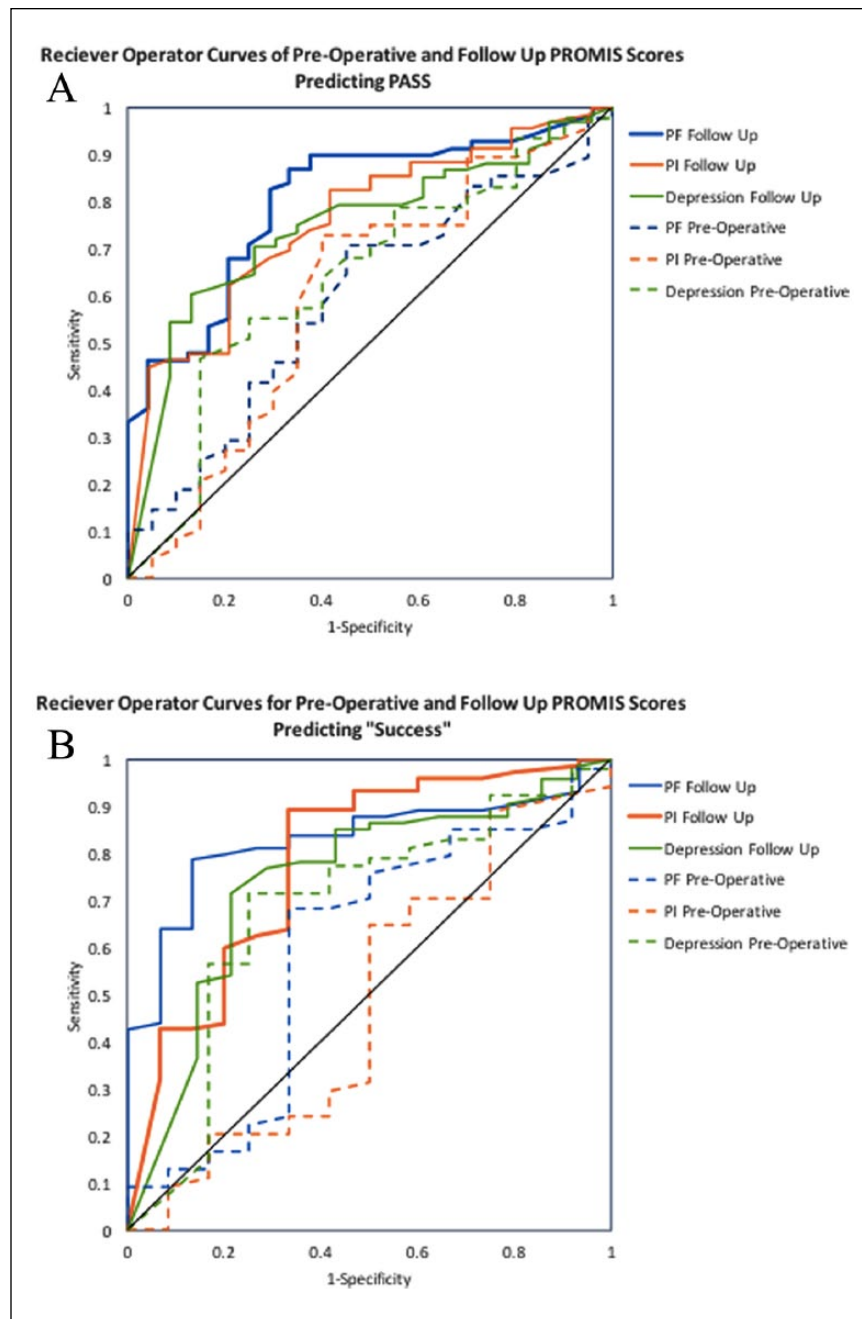 Reciever Operator Curves of Pre-Operative and Follow Up PROMIS Scores
Predicting PASS
A
1
0.9
0.8
0.7
0.6
0.5
0.4
0.3
0.2
0.1
0
Sensitivity
0
0.2
0.4
0.6
0.8
1
1-Specificity
PF Follow Up
PI Follow Up
Depression Follow Up
PF Pre-Operative
PI Pre-Operative
Depression Pre-Operative
Reciever Operator Curves for Pre-Operative and Follow Up PROMIS Scores
Predicting "Success"
B
1
0.9
0.8
0.7
0.6
0.5
0.4
0.3
0.2
0.1
0
Sensitivity
0
0.2
0.4
0.6
0.8
1
1-Specificity
PF Follow Up
PI Follow Up
Depression Follow Up
PF Pre-Operative
PI Pre-Operative
Depression Pre-Operative